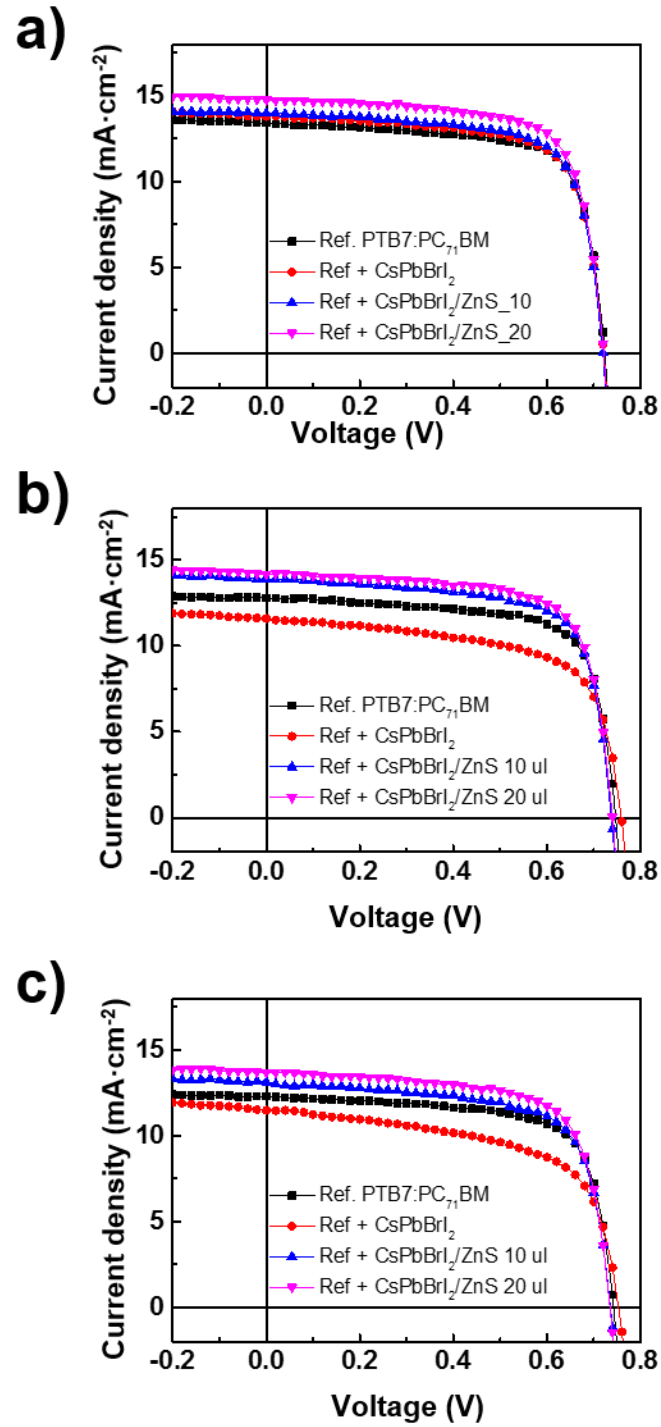 a)
Current density (mA·cm-2)
15
10
5
0
Ref. PTB7:PC71BM
Ref + CsPbBrI2
Ref + CsPbBrI2/ZnS_10
Ref + CsPbBrI2/ZnS_20
-0.2 0.0 0.2 0.4 0.6 0.8
Voltage (V)
b)
Current density (mA·cm-2)
15
10
5
0
Ref. PTB7:PC71BM
Ref + CsPbBrI2
Ref + CsPbBrI2/ZnS 10 ul
Ref + CsPbBrI2/ZnS 20 ul
-0.2 0.0 0.2 0.4 0.6 0.8
Voltage (V)
c)
Current density (mA·cm-2)
15
10
5
0
Ref. PTB7:PC71BM
Ref + CsPbBrI2
Ref + CsPbBrI2/ZnS 10 ul
Ref + CsPbBrI2/ZnS 20 ul
-0.2 0.0 0.2 0.4 0.6 0.8
Voltage (V)